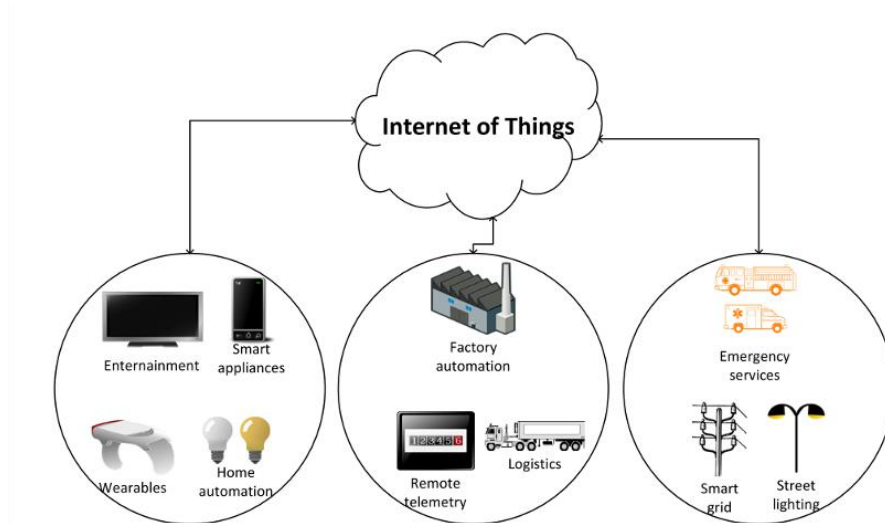 Internet of Things
Enternainment
Smart
appliances
Wearables
Home
automation
Factory
automation
123456
Remote
telemetry
Logistics
Emergency
services
Smart
grid
Street
lighting